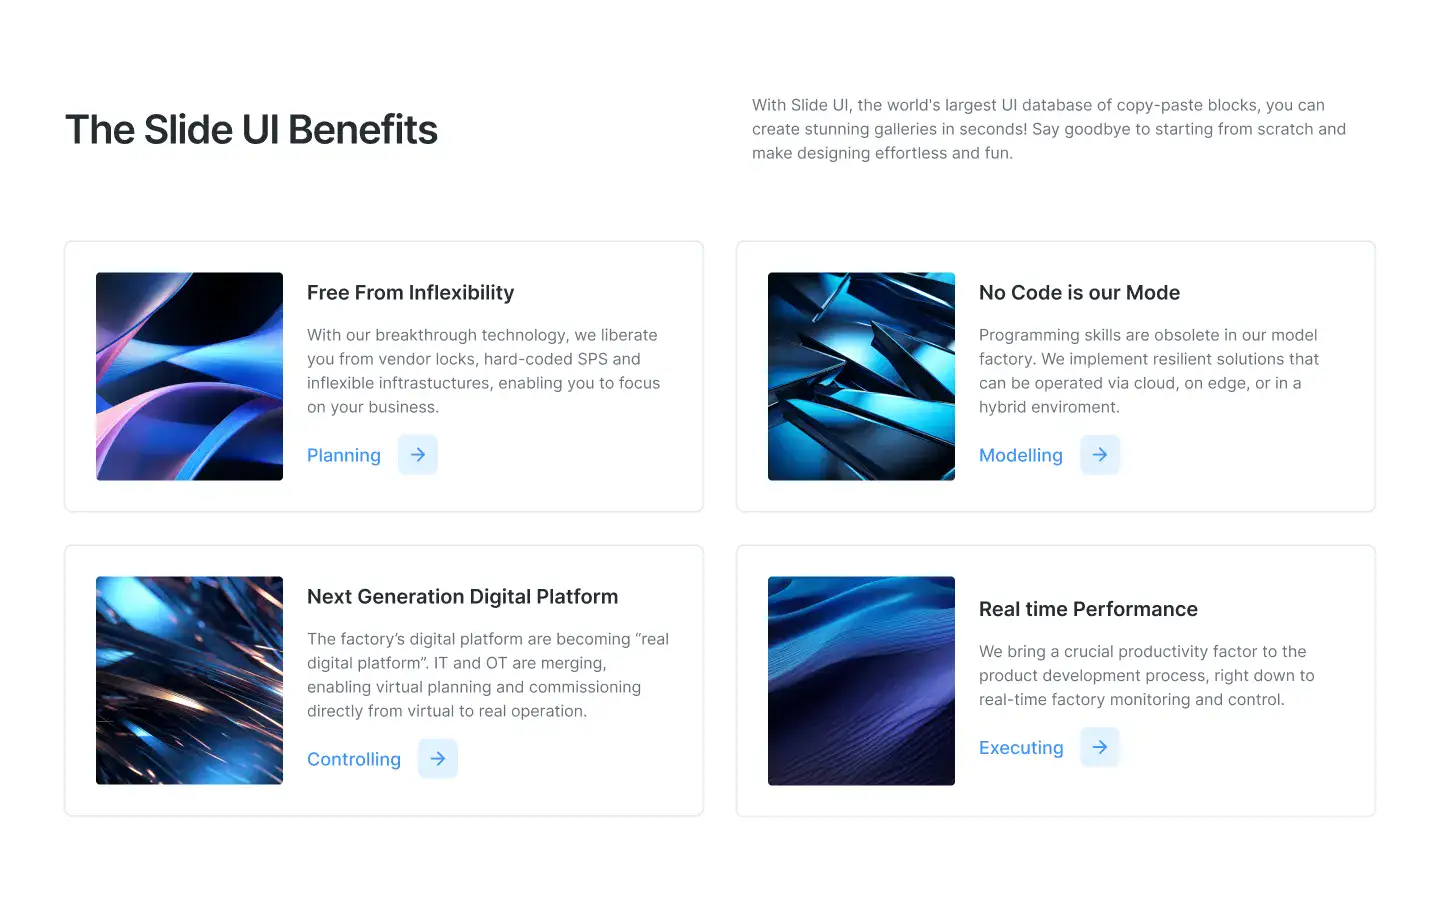 The Slide UI Benefits
With Slide UI, the world's largest UI database of copy-paste blocks, you can
create stunning galleries in seconds! Say goodbye to starting from scratch and
make designing effortless and fun.
Free From Inflexibility
With our breakthrough technology, we liberate
you from vendor locks, hard-coded SPS and
inflexible inftrastuctures, enabling you to focus
on your business.
Planning
No Code is our Mode
Programming skills are obsolete in our model
factory. We implement resilient solutions that
can be operated via cloud, on edge, or in a
hybrid enviroment.
Modelling
Next Generation Digital Platform
The factory’s digital platform are becoming “real
digital platform”. IT and OT are merging,
enabling virtual planning and commissioning
directly from virtual to real operation.
Controlling
Real time Performance
We bring a crucial productivity factor to the
product development process, right down to
real-time factory monitoring and control.
Executing